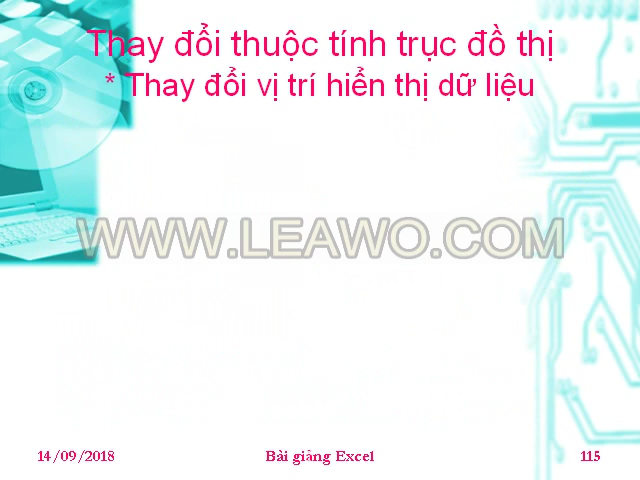 Thay đổi thuộc tính trục đồ thị
* Thay đổi vị trí hiển thị dữ liệu
WWW.LEAWO.COM
14/09/2018
Bài giảng Excel
115